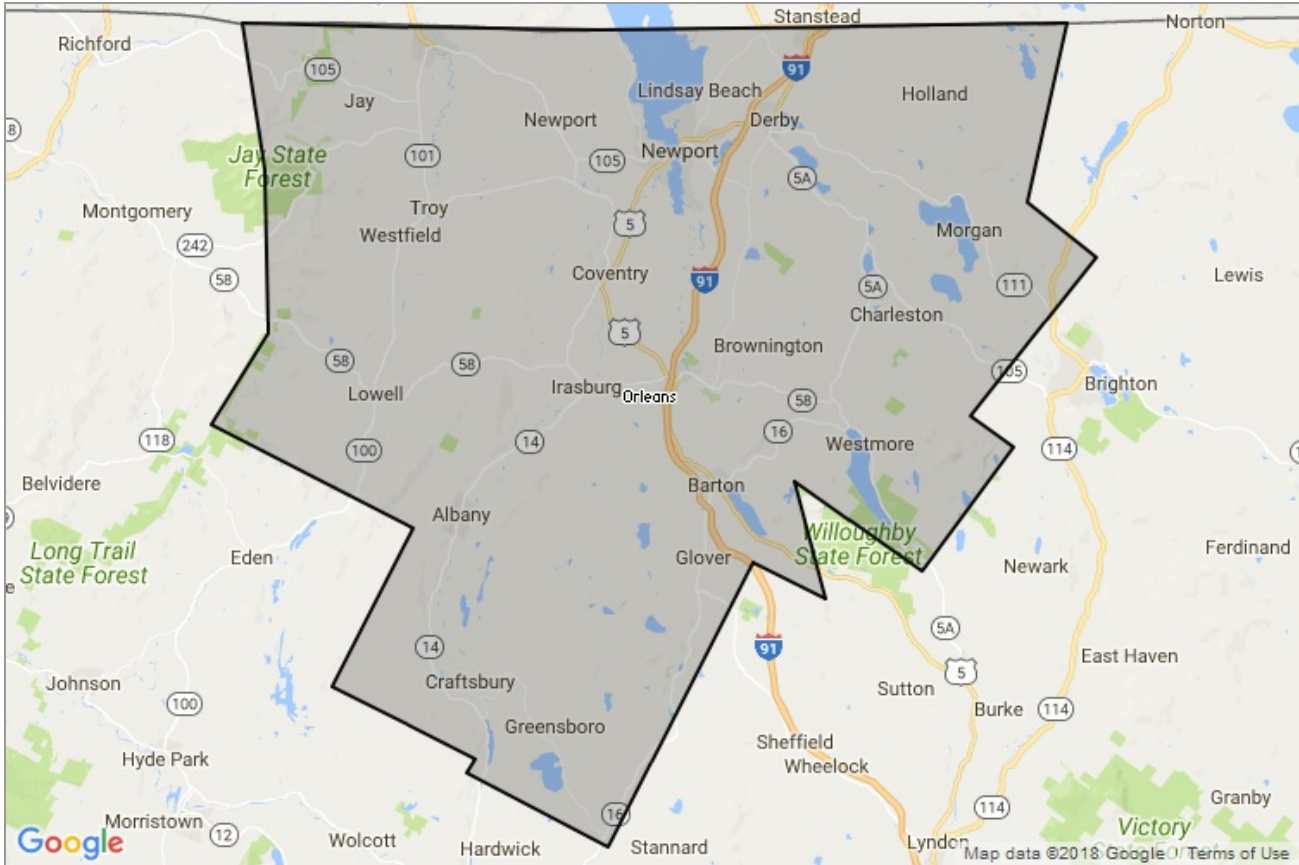 Stanstead
Norton
Richford
105
91
Jay
Lindsay Beach
Holland
Newport
Derby
8
Jay State
Forest
101
105
Newport
5A
Montgomery
Troy
5
Morgan
242
Westfield
58
Coventry
91
5A
111
Lewis
Charleston
5
58
58
Brownington
105
Brighton
Lowell
Irasburg
Orleans
58
118
100
14
16
Westmore
114
Belvidere
Barton
Albany
Willoughby
State Forest
Long Trail
State Forest
Eden
Glover
Newark
Ferdinand
5A
14
91
East Haven
Johnson
Craftsbury
5
100
Sutton
Burke
114
Greensboro
Hyde Park
Sheffield
Wheelock
Granby
114
16
Morristown
12
Wolcott
Hardwick
Stannard
Lyndon
Victory
State Forest
Google
Map data ©2018 Google
Terms of Use